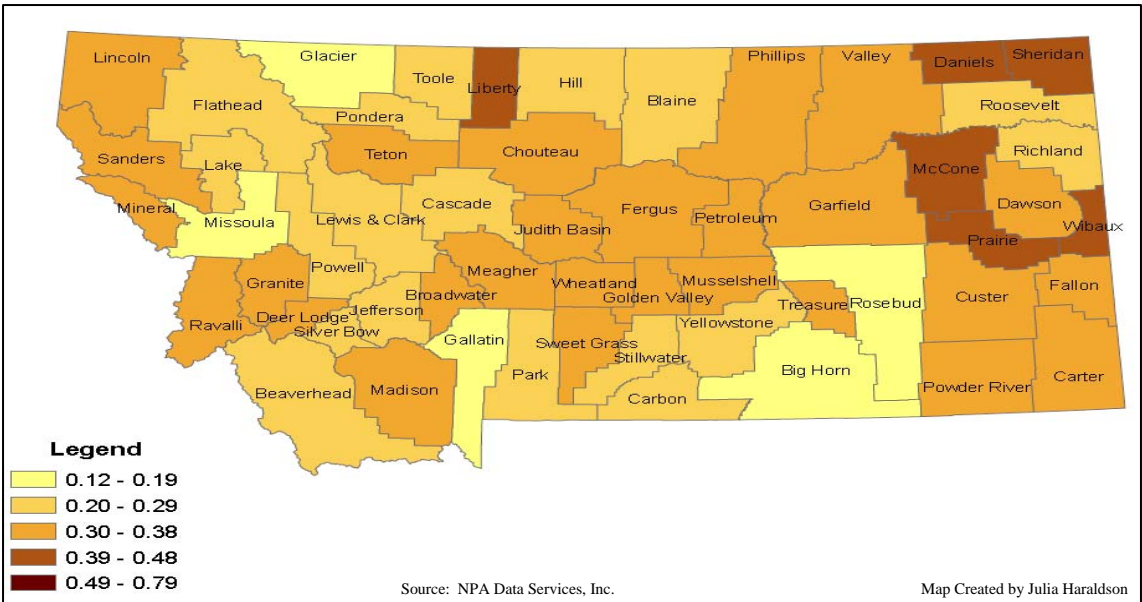 Lincoln
Glacier
Toole
Liberty
Hill
Blaine
Phillips
Valley
Daniels
Sheridan
Flathead
Pondera
Roosevelt
Sanders
Lake
Teton
Chouteau
McCone
Richland
Mineral
Missoula
Lewis & Clark
Cascade
Judith Basin
Fergus
Petroleum
Garfield
Dawson
Wibaux
Prairie
Powell
Granite
Meagher
Wheatland
Golden Valley
Musselshell
Treasure
Rosebud
Custer
Fallon
Ravalli
Deer Lodge
Silver Bow
Jefferson
Broadwater
Gallatin
Sweet Grass
Stillwater
Yellowstone
Beaverhead
Madison
Park
Carbon
Big Horn
Powder River
Carter
Legend
0.12 - 0.19
0.20 - 0.29
0.30 - 0.38
0.39 - 0.48
0.49 - 0.79
Source: NPA Data Services, Inc.
Map Created by Julia Haraldson